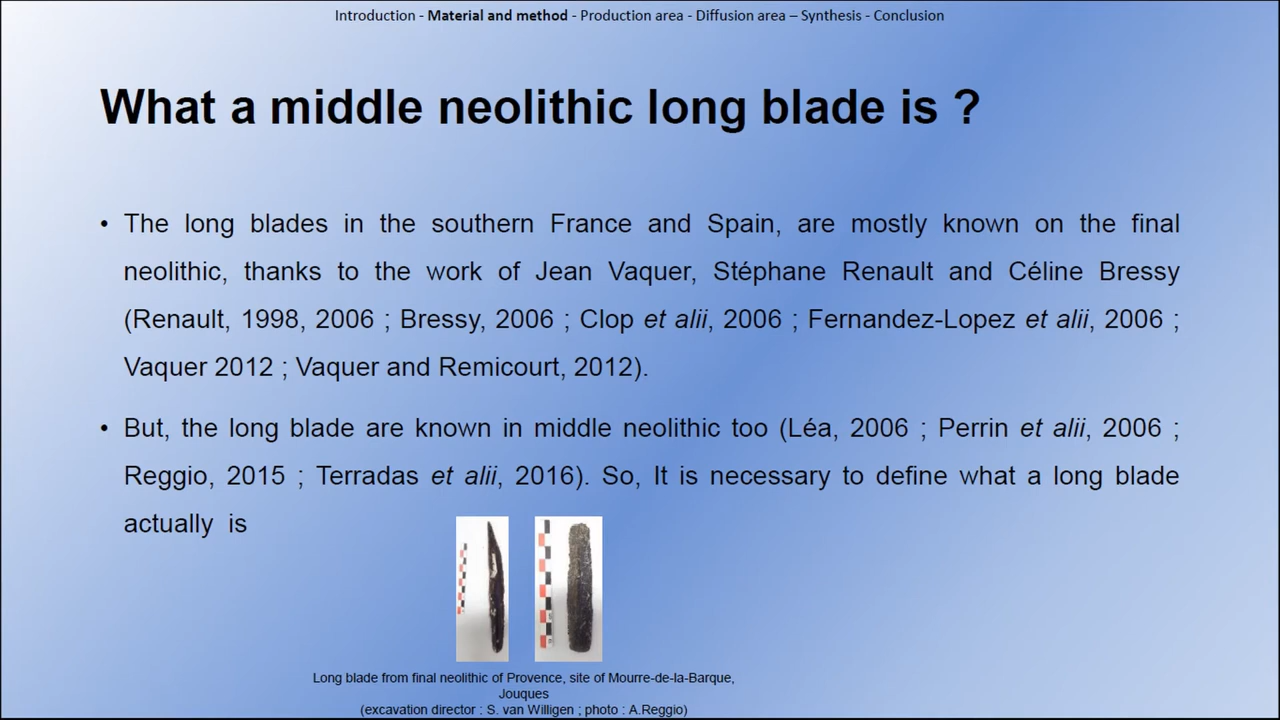 Introduction - Material and method - Production area - Diffusion area – Synthesis - Conclusion
What a middle neolithic long blade is ?
• The long blades in the southern France and Spain, are mostly known on the final
neolithic, thanks to the work of Jean Vaquer, Stéphane Renault and Céline Bressy
(Renault, 1998, 2006 ; Bressy, 2006 ; Clop et alii, 2006 ; Fernandez-Lopez et alii, 2006 ;
Vaquer 2012 ; Vaquer and Remicourt, 2012).
• But, the long blade are known in middle neolithic too (Léa, 2006 ; Perrin et alii, 2006 ;
Reggio, 2015 ; Terradas et alii, 2016). So, It is necessary to define what a long blade
actually is
Long blade from final neolithic of Provence, site of Mourre-de-la-Barque,
Jouques
(excavation director : S. van Willigen ; photo : A.Reggio)